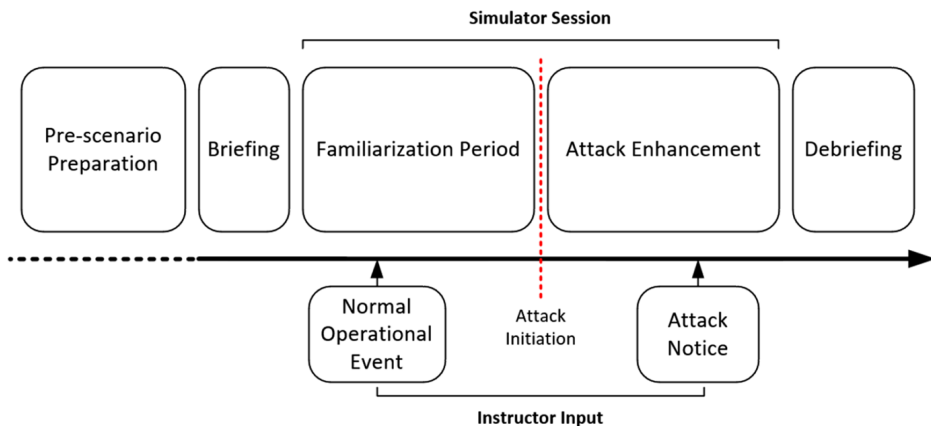 Simulator Session
Pre-scenario
Preparation
Briefing
Familiarization Period
Attack Enhancement
Debriefing
Normal
Operational
Event
Attack
Initiation
Attack
Notice
Instructor Input